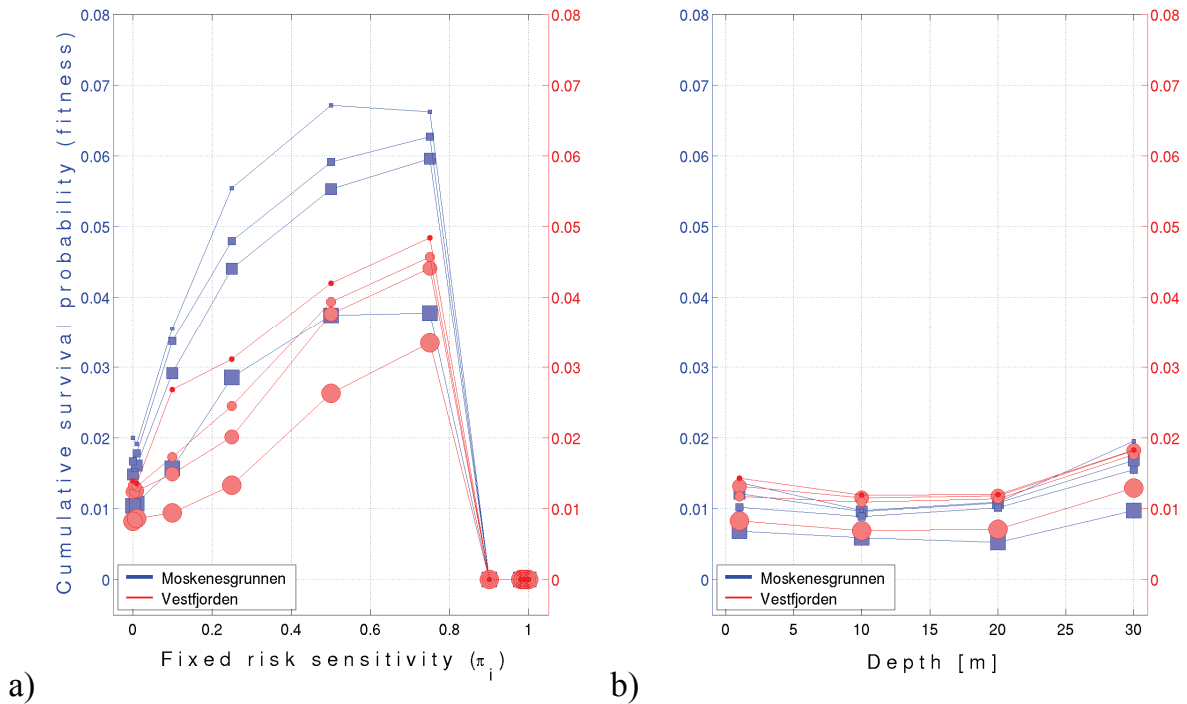 0.08 0.08 0.08 0.08
0.07 0.07 0.07 0.07
0.06 0.06 0.06 0.06
0.05 0.05 0.05 0.05
0.04 0.04 0.04 0.04
0.03 0.03 0.03 0.03
0.02 0.02 0.02 0.02
0.01 0.01 0.01 0.01
0 0 0 0
Cumulative survival probability (fitness)
Moskenesgrunnen
Vestfjorden
0 0.2 0.4 0.6 0.8 1
Fixed risk sensitivity (πi)
a)
Moskenesgrunnen
Vestfjorden
0 5 10 15 20 25 30
Depth [m]
b)